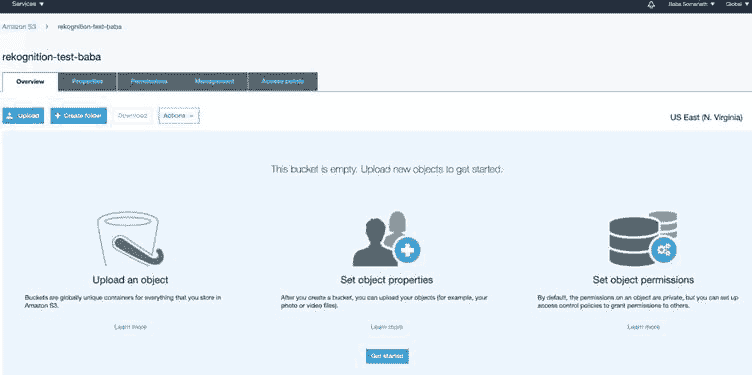 Services
Baba Somanath
Global
Amazon S3 > rekognition-test-baba
rekognition-test-baba
Overview
Properties
Permissions
Management
Access points
Upload
+ Create folder
Download
Actions
US East (N. Virginia)
This bucket is empty. Upload new objects to get started.
Upload an object
Buckets are globally unique containers for everything that you store in
Amazon S3.
Learn more
Set object properties
After you create a bucket, you can upload your objects (for example, your
photo or video files).
Learn more
Set object permissions
By default, the permissions on an object are private, but you can set up
access control policies to grant permissions to others.
Learn more
Get started